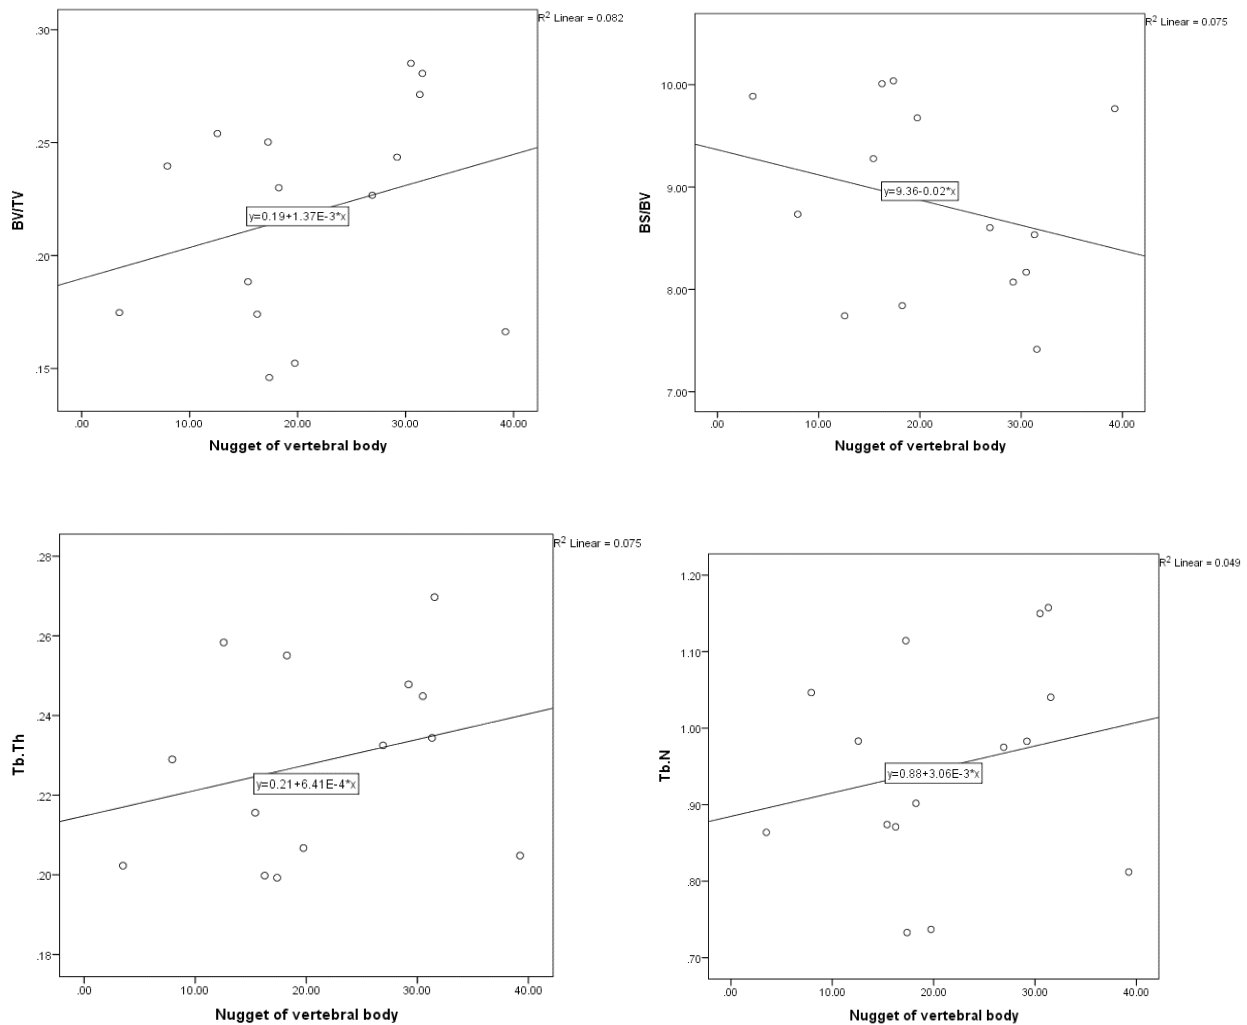 R2 Linear = 0.082
.30
.25
.20
.15
BV/TV
y=0.19+1.37E-3*x
.00 10.00 20.00 30.00 40.00
Nugget of vertebral body
R2 Linear = 0.075
10.00
9.00
8.00
7.00
BS/BV
y=9.36-0.02*x
.00 10.00 20.00 30.00 40.00
Nugget of vertebral body
R2 Linear = 0.075
.28
.26
.24
.22
.20
.18
Tb.Th
y=0.21+6.41E-4*x
.00 10.00 20.00 30.00 40.00
Nugget of vertebral body
R2 Linear = 0.049
1.20
1.10
1.00
.90
.80
.70
Tb.N
y=0.88+3.06E-3*x
.00 10.00 20.00 30.00 40.00
Nugget of vertebral body